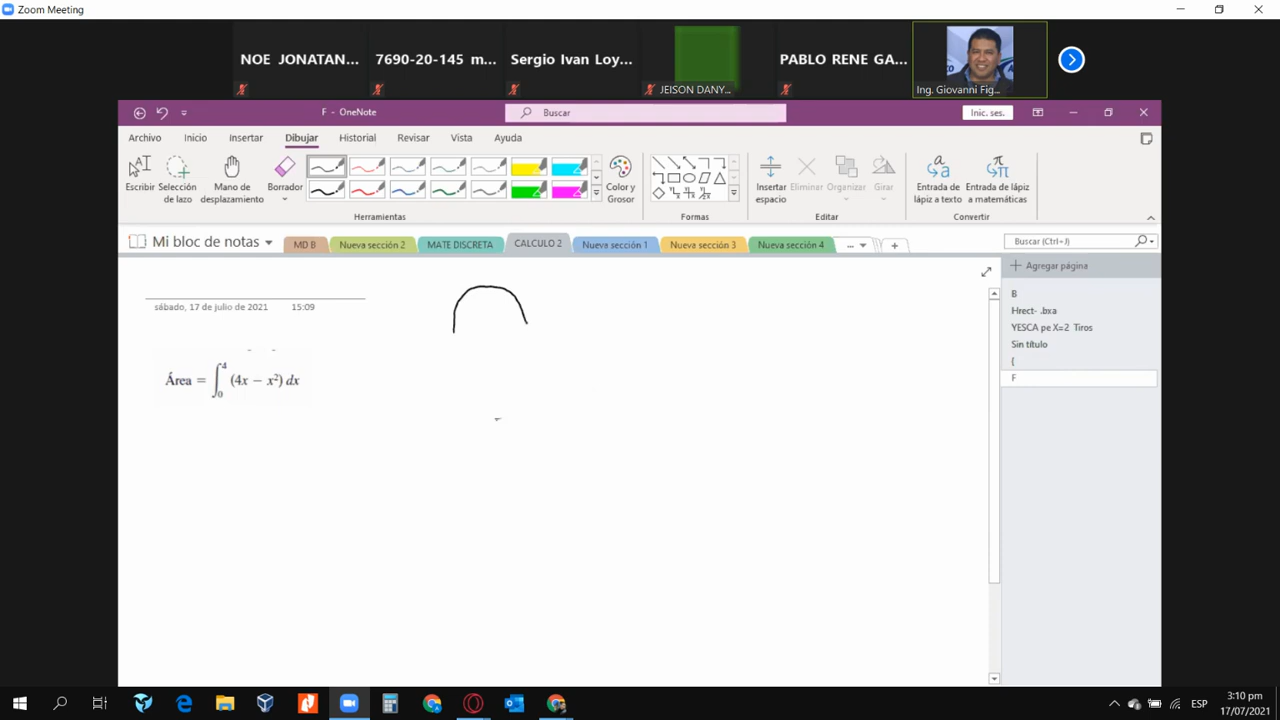 Zoom Meeting
NOE JONATAN...
7690-20-145 m...
Sergio Ivan Loy...
JEISON DANY...
PABLO RENE GA...
Ing. Giovanni Fig...
F - OneNote
Buscar
Inic. ses.
Archivo Inicio Insertar Dibujar Historial Revisar Vista Ayuda
Escribir
Selección de lazo
Mano de desplazamiento
Borrador
Color y Grosor
Insertar espacio
Eliminar
Organizar
Girar
Entrada de lápiz a texto
Entrada de lápiz a matemáticas
Herramientas
Formas
Editar
Convertir
Mi bloc de notas
MD B
Nueva sección 2
MATE DISCRETA
CALCULO 2
Nueva sección 1
Nueva sección 3
Nueva sección 4
...
Buscar (Ctrl+J)
Agregar página
B
Hrect- .bxa
YESCA pe X=2 Tiros
Sin título
{
F
sábado, 17 de julio de 2021 15:09
Área = ∫₀⁴ (4x − x²) dx
ESP
3:10 pm
17/07/2021